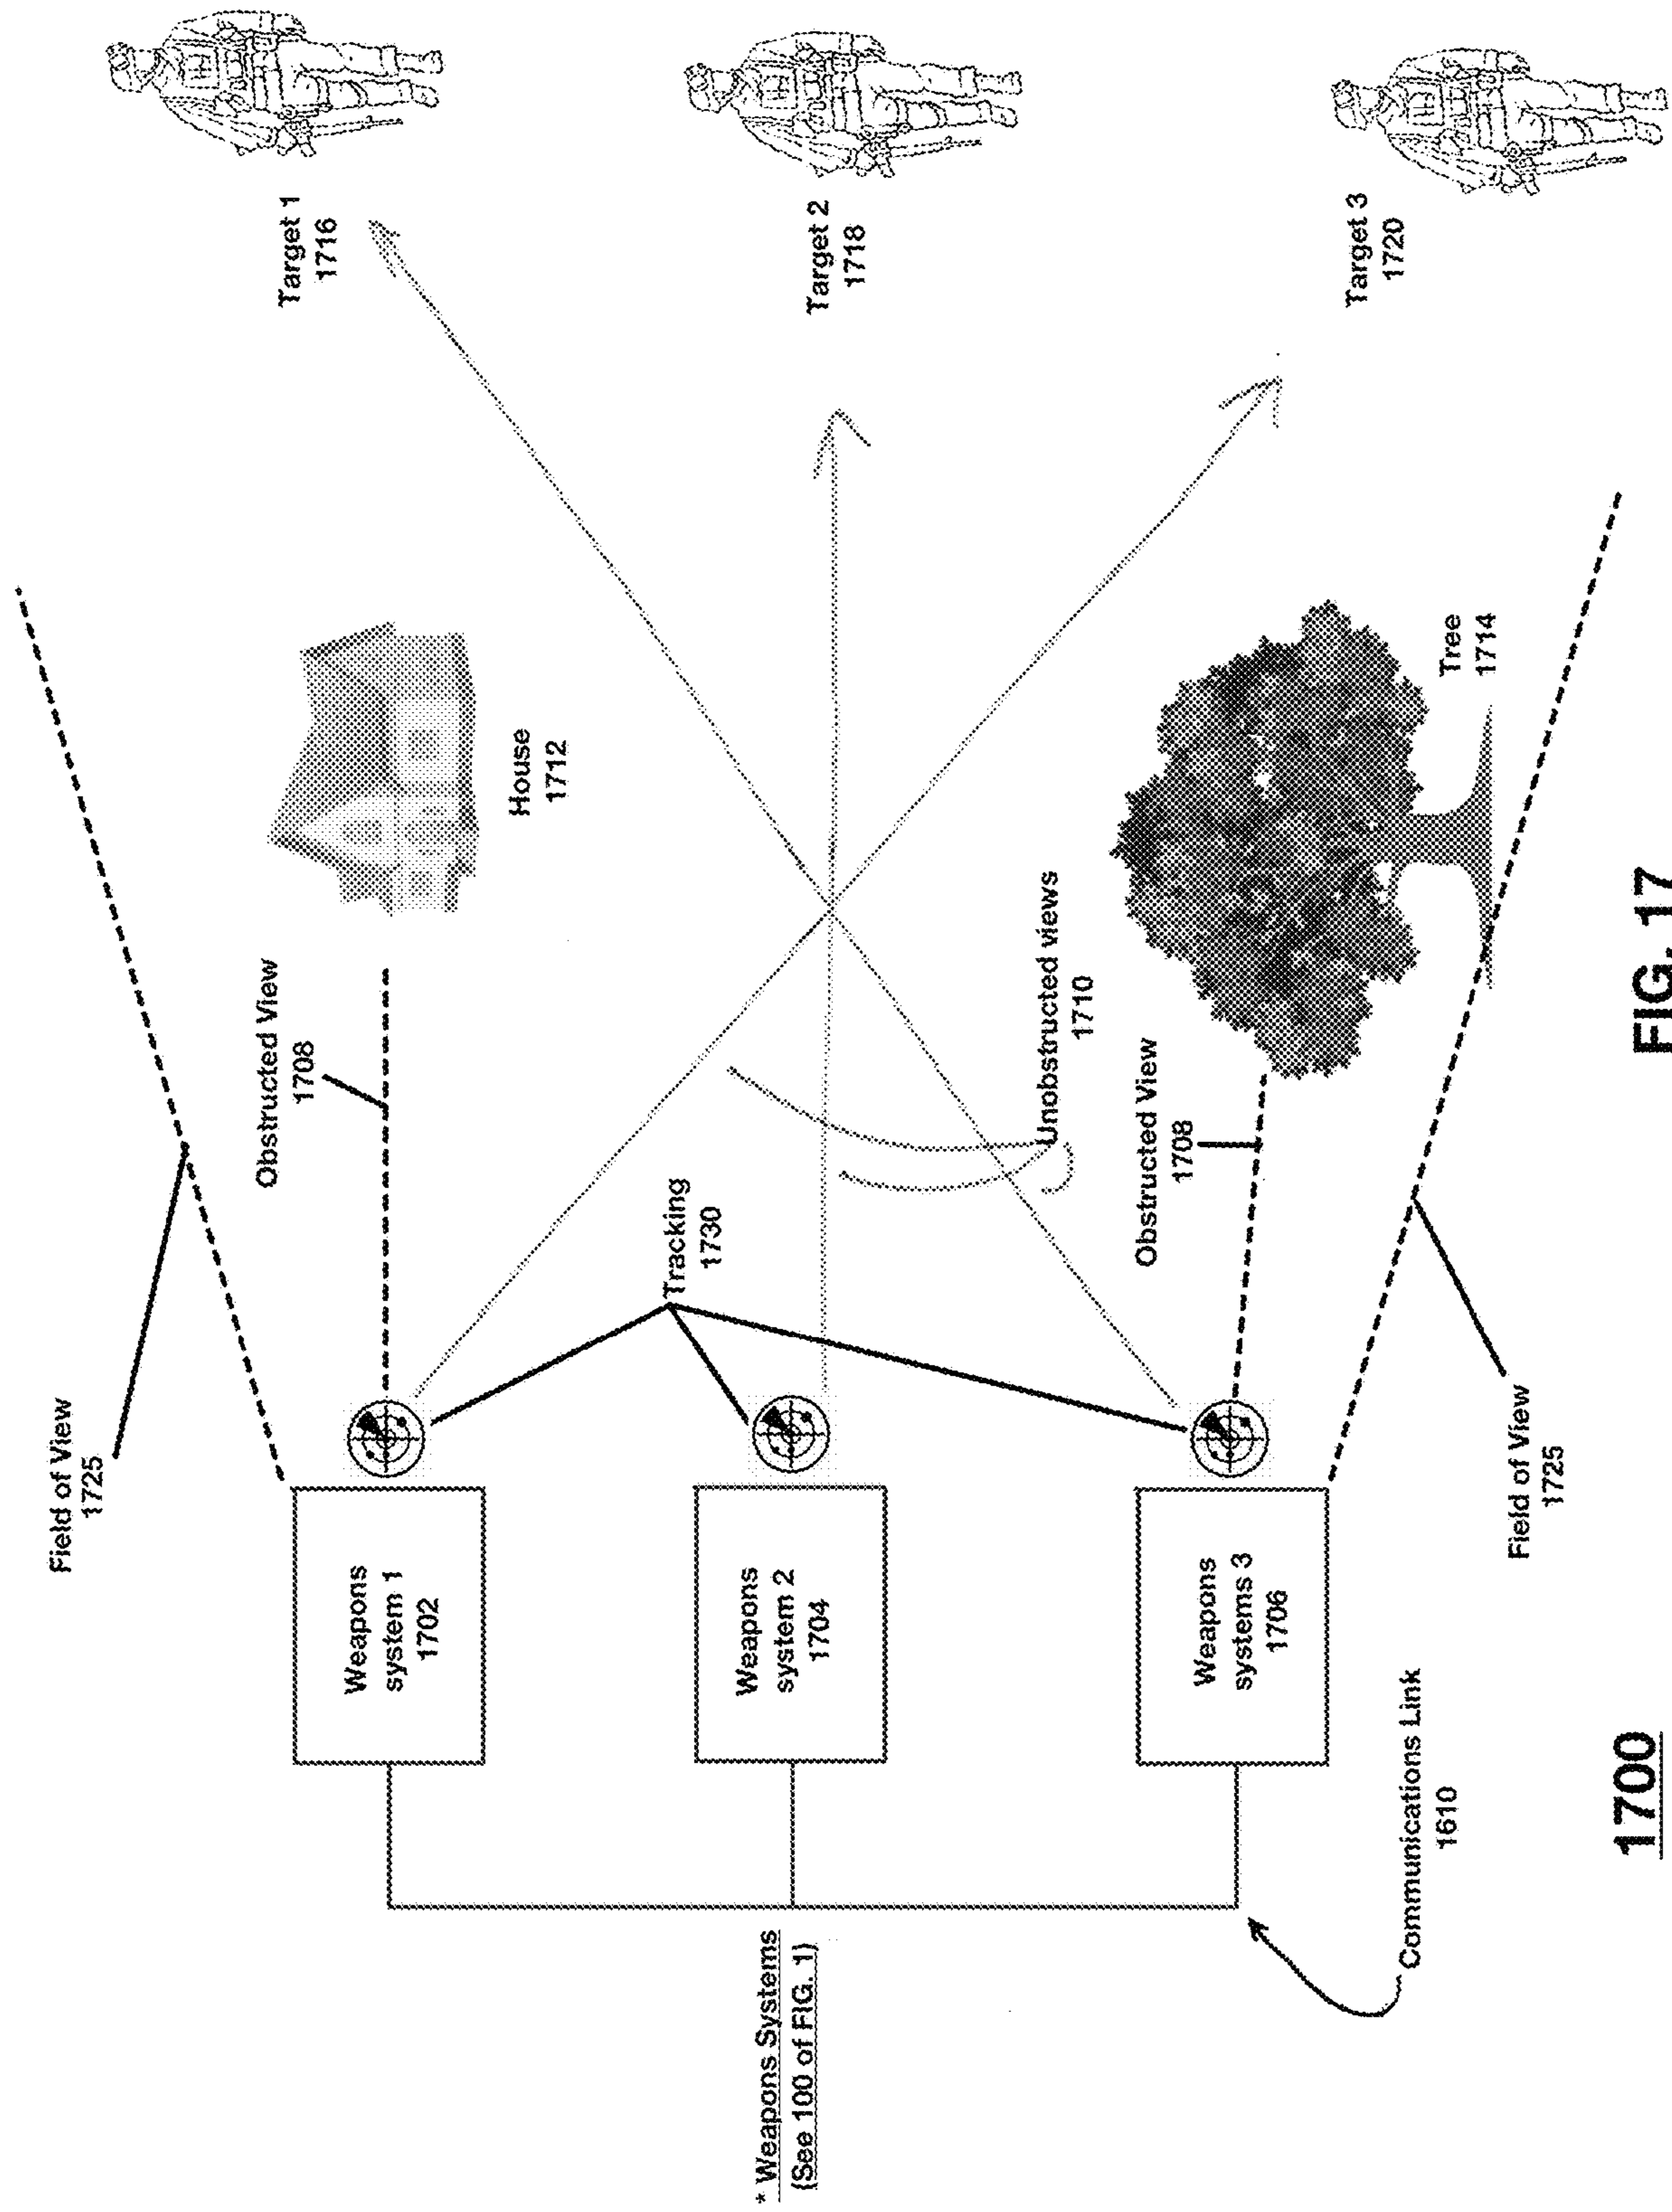 Field of View
1725
Obstructed View
1708
House
1712
Target 1
1716
Weapons
system 1
1702
Tracking
1730
* Weapons Systems
(See 100 of FIG. 1)
Weapons
system 2
1704
Target 2
1718
Unobstructed views
1710
Obstructed View
1708
Weapons
systems 3
1706
Target 3
1720
Tree
1714
Communications Link
1610
Field of View
1725
1700
FIG. 17